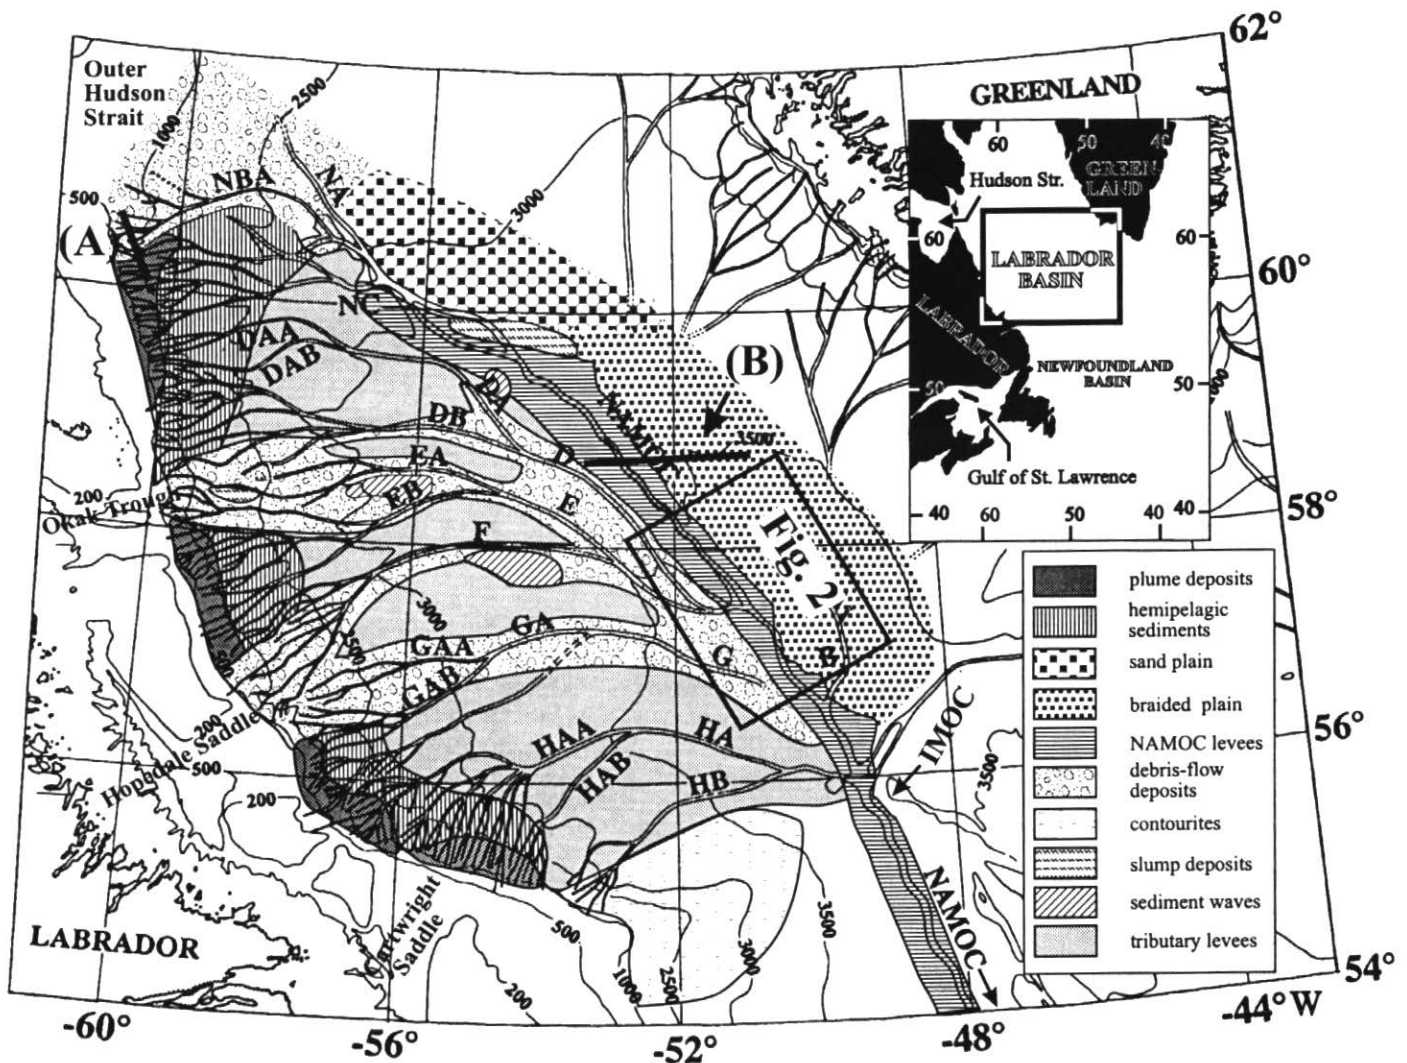 62°
Outer
Hudson
Strait
2500
1000
GREENLAND
60
50
40
GREEN-
LAND
Hudson Str.
NBA
NA
500
3000
(A)
60
60
LABRADOR
BASIN
60°
NC
LABRADOR
DAA
DAB
(B)
NEWFOUNDLAND
BASIN
50
50
DB
NAMOC
3500
D
EA
Gulf of St. Lawrence
200
Okak Trough
EB
E
40
60
50
40
40
58°
F
Fig. 2
plume deposits
3000
hemipelagic
sediments
GA
GAA
G
B
sand plain
GAB
braided plain
200
Hopedale Saddle
HAA
HA
IMOC
NAMOC levees
56°
500
HAB
HB
3500
debris-flow
deposits
200
contourites
slump deposits
Cartwright
Saddle
3500
NAMOC
sediment waves
LABRADOR
500
3000
tributary levees
200
1000
2500
54°
-60°
-56°
-52°
-48°
-44° W